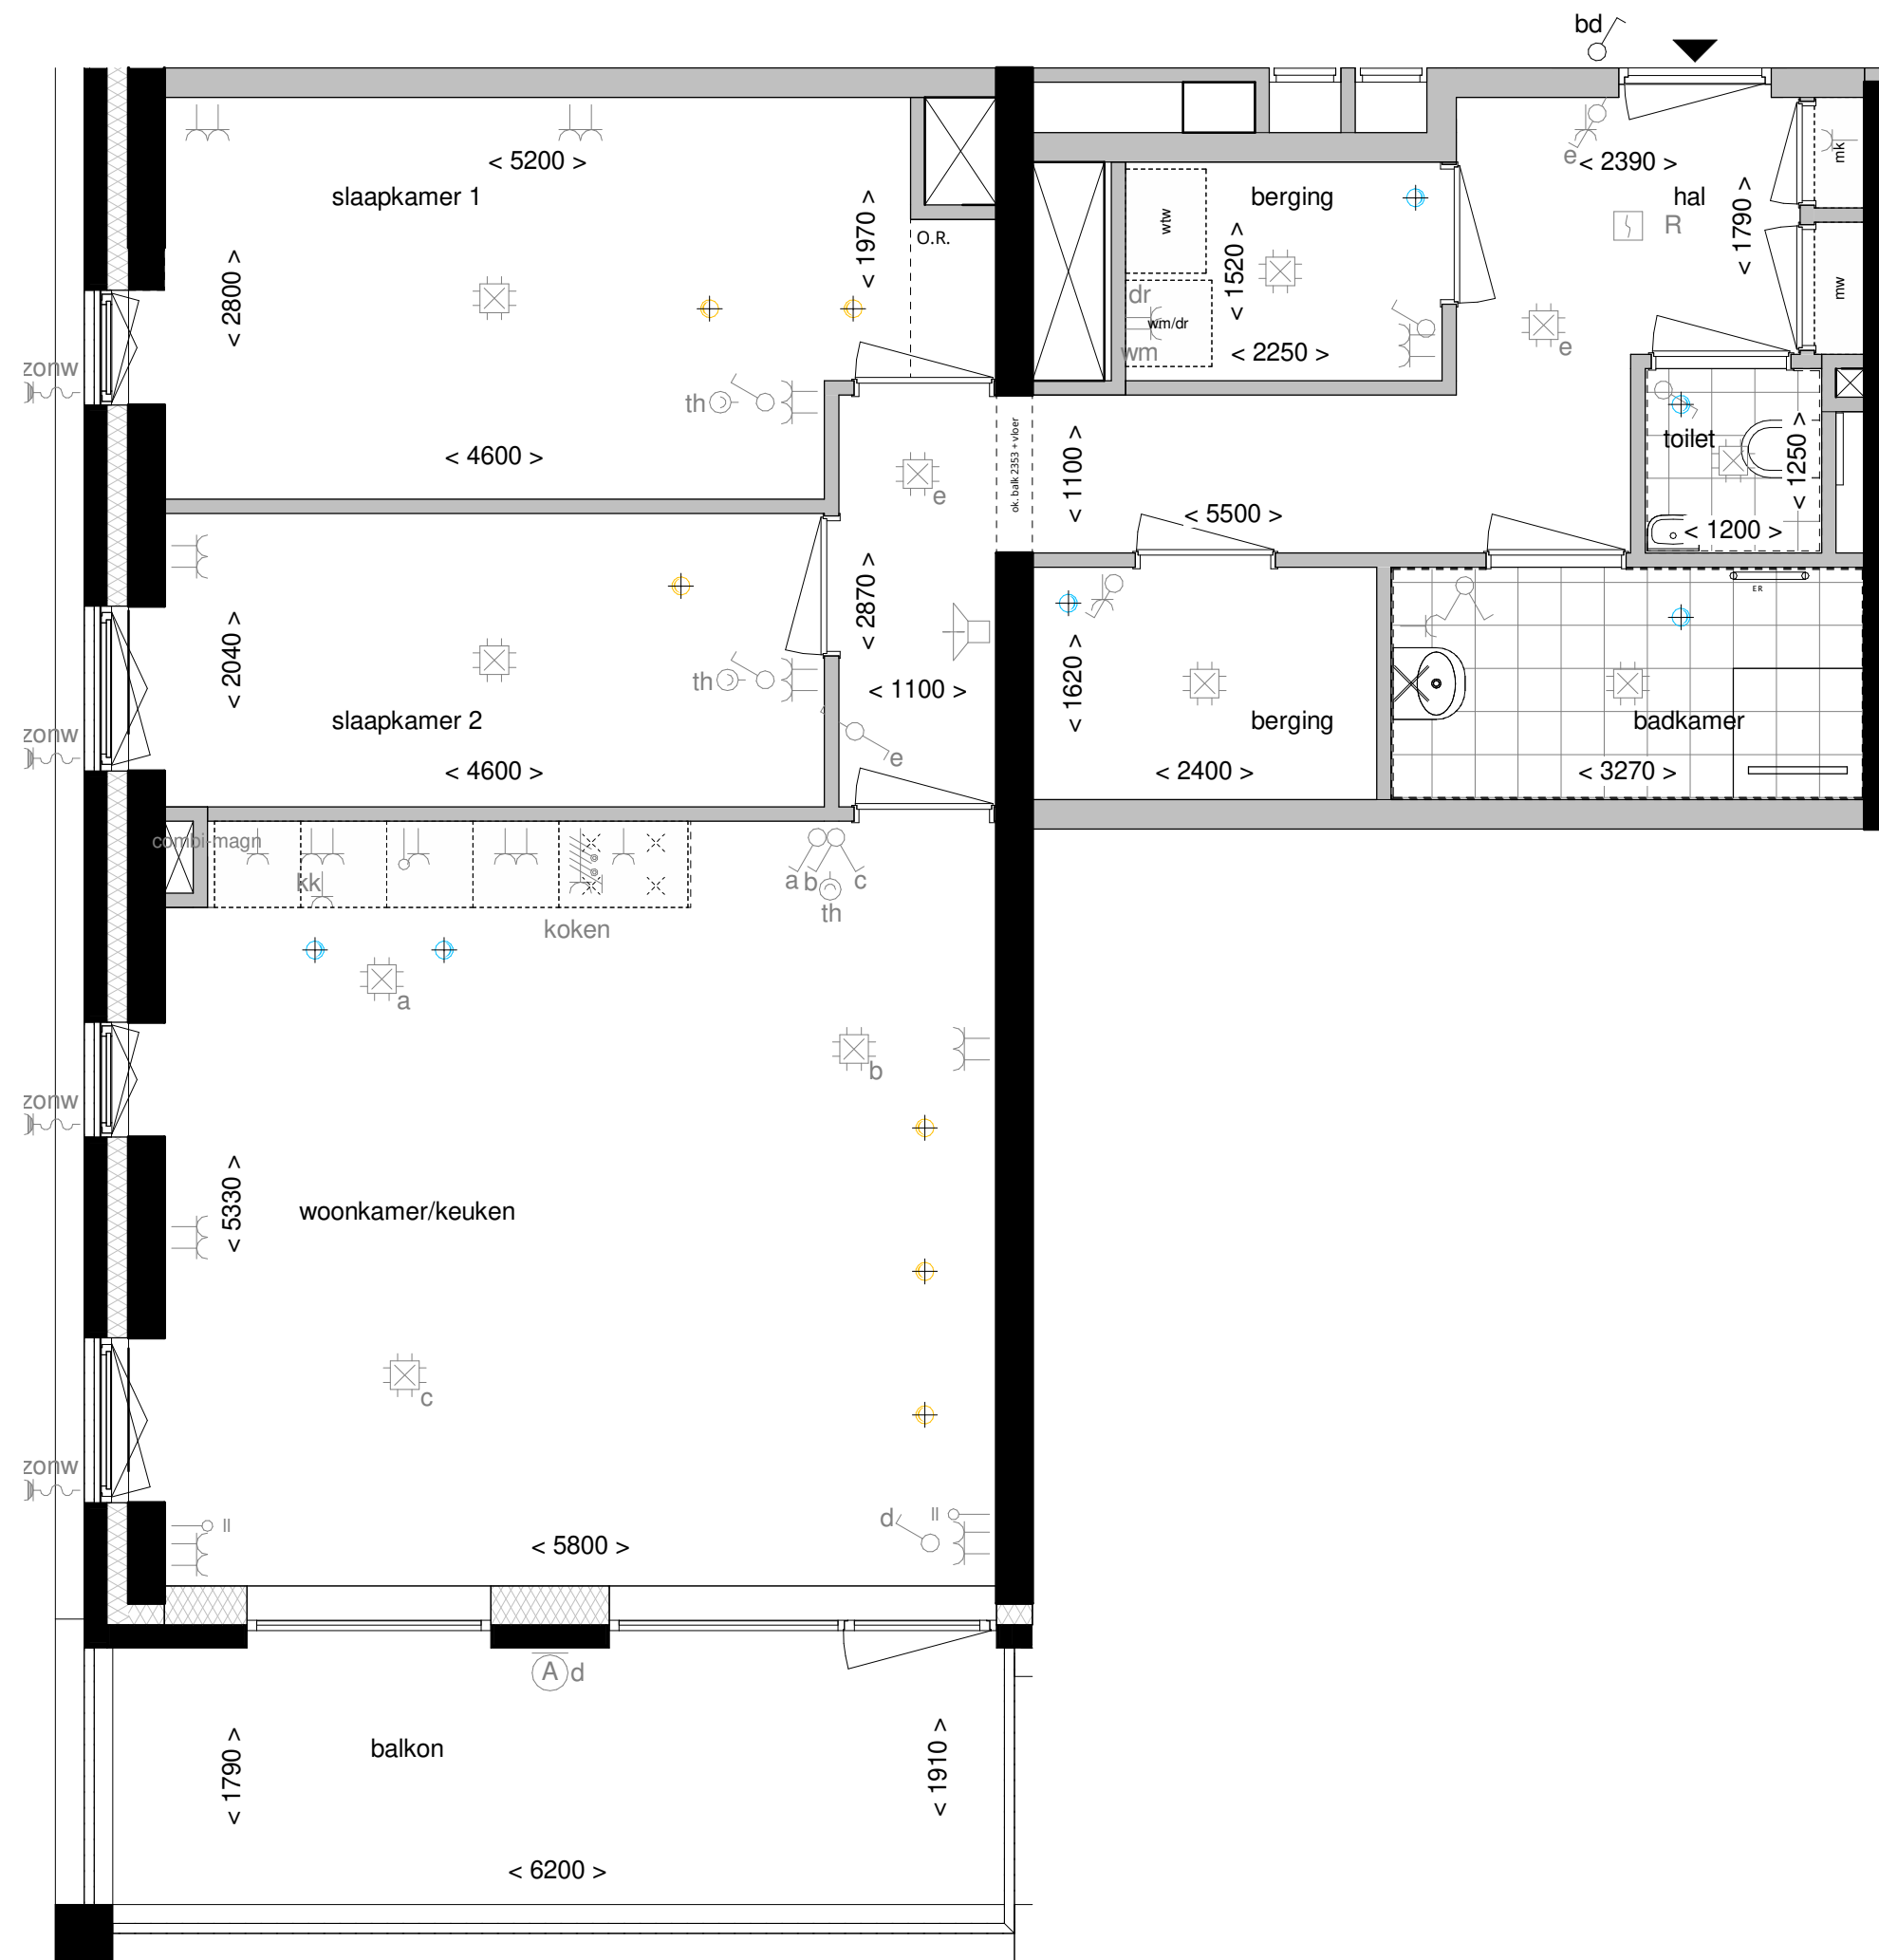 bd
< 5200 >
slaapkamer 1
< 2800 >
< 1970 >
O.R.
th
< 4600 >
zonw
berging
wtw
< 1520 >
dr
wm/dr
wm
< 2250 >
e
< 2390 >
hal
R
< 1790 >
mk
mw
e
toilet
< 1250 >
< 1200 >
e
ok. balk 2353 + vloer
< 1100 >
< 5500 >
< 2870 >
< 1100 >
e
slaapkamer 2
< 2040 >
th
< 4600 >
zonw
< 1620 >
berging
< 2400 >
ER
badkamer
< 3270 >
combi-magn
kk
koken
a
b
c
th
a
b
zonw
< 5330 >
woonkamer/keuken
c
zonw
ll
< 5800 >
d
ll
A
d
balkon
< 1790 >
< 1910 >
< 6200 >